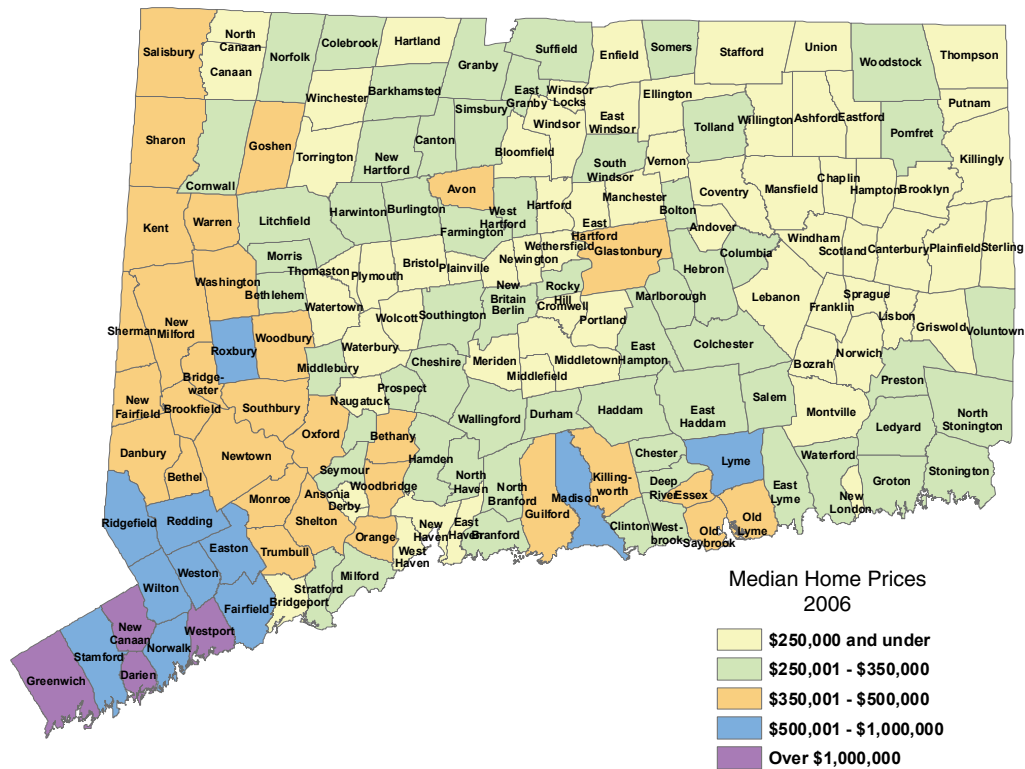 Salisbury
North
Canaan
Canaan
Norfolk
Colebrook
Hartland
Granby
Suffield
Enfield
Somers
Stafford
Union
Woodstock
Thompson
Winchester
Barkhamsted
East
Granby
Windsor
Locks
Ellington
Putnam
Simsbury
Windsor
East
Windsor
Tolland
Willington
Ashford
Eastford
Pomfret
Sharon
Goshen
Torrington
New
Hartford
Canton
Bloomfield
South
Windsor
Vernon
Killingly
Cornwall
Avon
Coventry
Mansfield
Chaplin
Hampton
Brooklyn
Kent
Warren
Litchfield
Harwinton
Burlington
West
Hartford
Hartford
Manchester
Bolton
Andover
Farmington
East
Hartford
Glastonbury
Windham
Scotland
Canterbury
Plainfield
Sterling
Morris
Thomaston
Plymouth
Bristol
Plainville
Newington
Wethersfield
Hebron
Columbia
Washington
Bethlehem
Watertown
New
Britain
Berlin
Rocky
Hill
Cromwell
Marlborough
Lebanon
Franklin
Sprague
Lisbon
Griswold
Voluntown
Sherman
New
Milford
Roxbury
Woodbury
Wolcott
Southington
Portland
Waterbury
Middlebury
Cheshire
Meriden
Middletown
Middlefield
East
Hampton
Colchester
Bozrah
Norwich
Bridge-
water
New
Fairfield
Brookfield
Southbury
Naugatuck
Prospect
Preston
Wallingford
Durham
Haddam
East
Haddam
Salem
Montville
Ledyard
North
Stonington
Danbury
Newtown
Oxford
Bethany
Hamden
Bethel
Seymour
Woodbridge
North
Haven
North
Branford
Guilford
Madison
Killing-
worth
Chester
Deep
River
Essex
Lyme
East
Lyme
Waterford
New
London
Groton
Stonington
Monroe
Ansonia
Derby
Ridgefield
Redding
Shelton
Orange
New
Haven
East
Haven
Branford
Clinton
West-
brook
Old
Saybrook
Old
Lyme
Easton
Trumbull
West
Haven
Weston
Wilton
Milford
Stratford
Bridgeport
Fairfield
New
Canaan
Westport
Norwalk
Stamford
Darien
Greenwich
Median Home Prices
2006
$250,000 and under
$250,001 - $350,000
$350,001 - $500,000
$500,001 - $1,000,000
Over $1,000,000